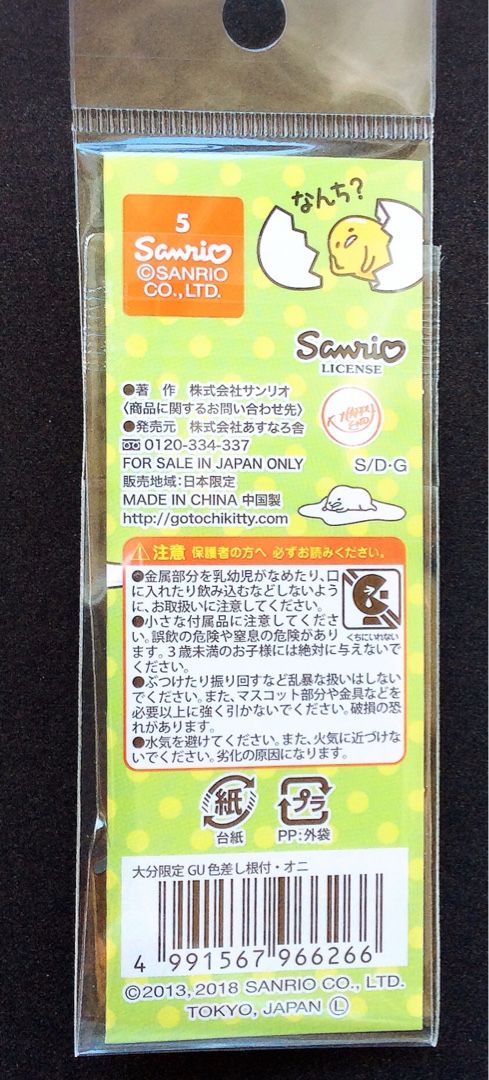 なんち?
5
Sanrio
©SANRIO
CO.,LTD.
Sanrio
LICENSE
●著 作 株式会社サンリオ
〈商品に関するお問い合わせ先〉
●発売元 株式会社あすなろ舎
0120-334-337
FOR SALE IN JAPAN ONLY
販売地域:日本限定
MADE IN CHINA 中国製
http://gotochikitty.com
S/D・G
注意 保護者の方へ 必ずお読みください。
●金属部分を乳幼児がなめたり、口
に入れたり飲み込むなどしないよう
に、お取扱いに注意してください。
●小さな付属品に注意してくださ
い。誤飲の危険や窒息の危険があり
ます。3歳未満のお子様には絶対に与えないで
ください。
くちにいれない
●ぶつけたり振り回すなど乱暴な扱いはしない
でください。また、マスコット部分や金具などを
必要以上に強く引かないでください。破損の恐
れがあります。
●水気を避けてください。また、火気に近づけな
いでください。劣化の原因になります。
紙
台紙
プラ
PP:外袋
大分限定 GU色差し根付・オニ
4 991567 966266
©2013,2018 SANRIO CO., LTD.
TOKYO, JAPAN Ⓛ